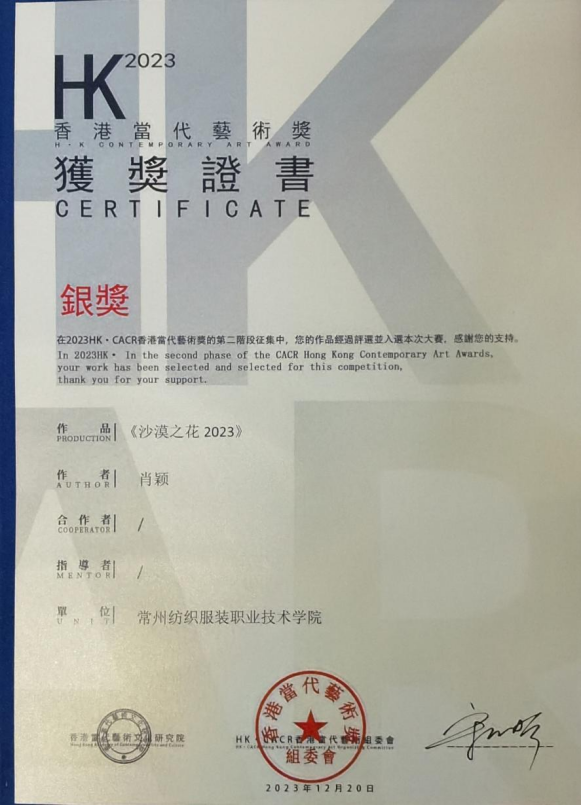 HK2023
香港當代藝術獎
H·K CONTEMPORARY ART AWARD
獲獎證書
CERTIFICATE
銀獎
在2023HK·CACR香港當代藝術獎的第二階段征集中，您的作品經過評選並入選本次大賽，感謝您的支持。
In 2023HK· In the second phase of the CACR Hong Kong Contemporary Art Awards,
your work has been selected and selected for this competition,
thank you for your support.
作品 《沙漠之花 2023》
PRODUCTION
作者 肖颖
AUTHOR
合作者 /
COOPERATOR
指導者 /
MENTOR
單位 常州纺织服装职业技术学院
UNIT
香港當代藝術文化研究院
香港當代藝術獎
組委會
HK·CACR香港當代藝術獎組委會
2023年12月20日